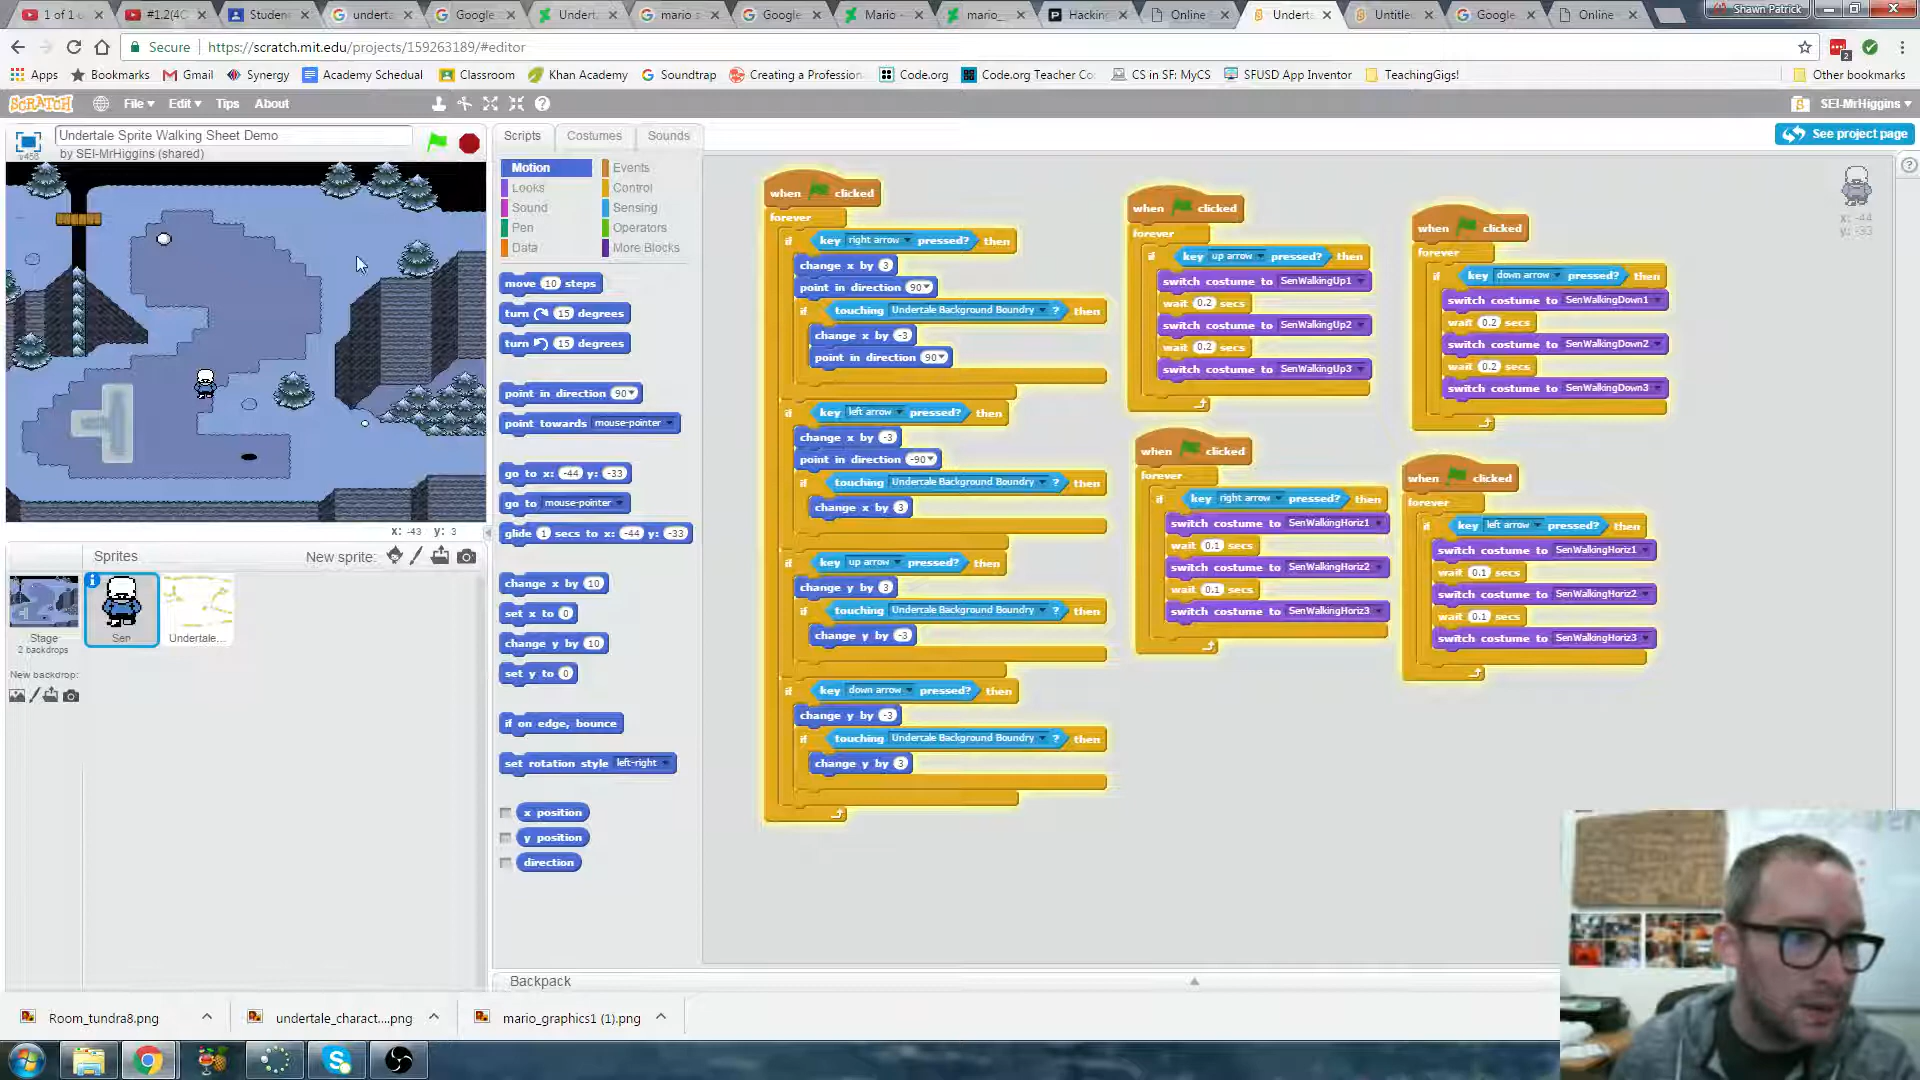 1 of 1 c
#1.2(4C
Studen
undert
Google
Undert
mario s
Google
Mario -
mario_
Hackin
Online
Undert
Untitle
Google
Online
Shawn Patrick
Secure https://scratch.mit.edu/projects/159263189/#editor
Apps Bookmarks Gmail Synergy Academy Schedual Classroom Khan Academy Soundtrap Creating a Profession Code.org Code.org Teacher Co CS in SF: MyCS SFUSD App Inventor TeachingGigs! Other bookmarks
SCRATCH File Edit Tips About SEI-MrHiggins
Undertale Sprite Walking Sheet Demo
by SEI-MrHiggins (shared)
v458
See project page
Scripts Costumes Sounds
Motion Events
Looks Control
Sound Sensing
Pen Operators
Data More Blocks
move 10 steps
turn 15 degrees
turn 15 degrees
point in direction 90
point towards mouse-pointer
go to x: -44 y: -33
go to mouse-pointer
glide 1 secs to x: -44 y: -33
change x by 10
set x to 0
change y by 10
set y to 0
if on edge, bounce
set rotation style left-right
x position
y position
direction
when clicked
forever
if key right arrow pressed? then
change x by 3
point in direction 90
if touching Undertale Background Boundry ? then
change x by -3
point in direction 90
if key left arrow pressed? then
change x by -3
point in direction -90
if touching Undertale Background Boundry ? then
change x by 3
if key up arrow pressed? then
change y by 3
if touching Undertale Background Boundry ? then
change y by -3
if key down arrow pressed? then
change y by -3
if touching Undertale Background Boundry ? then
change y by 3
when clicked
forever
if key up arrow pressed? then
switch costume to SenWalkingUp1
wait 0.2 secs
switch costume to SenWalkingUp2
wait 0.2 secs
switch costume to SenWalkingUp3
when clicked
forever
if key down arrow pressed? then
switch costume to SenWalkingDown1
wait 0.2 secs
switch costume to SenWalkingDown2
wait 0.2 secs
switch costume to SenWalkingDown3
when clicked
forever
if key right arrow pressed? then
switch costume to SenWalkingHoriz1
wait 0.1 secs
switch costume to SenWalkingHoriz2
wait 0.1 secs
switch costume to SenWalkingHoriz3
when clicked
forever
if key left arrow pressed? then
switch costume to SenWalkingHoriz1
wait 0.1 secs
switch costume to SenWalkingHoriz2
wait 0.1 secs
switch costume to SenWalkingHoriz3
x: -44
y: -33
x: -43 y: 3
Sprites New sprite:
Stage
2 backdrops
New backdrop:
Sen
Undertale...
Backpack
Room_tundra8.png
undertale_charact....png
mario_graphics1 (1).png